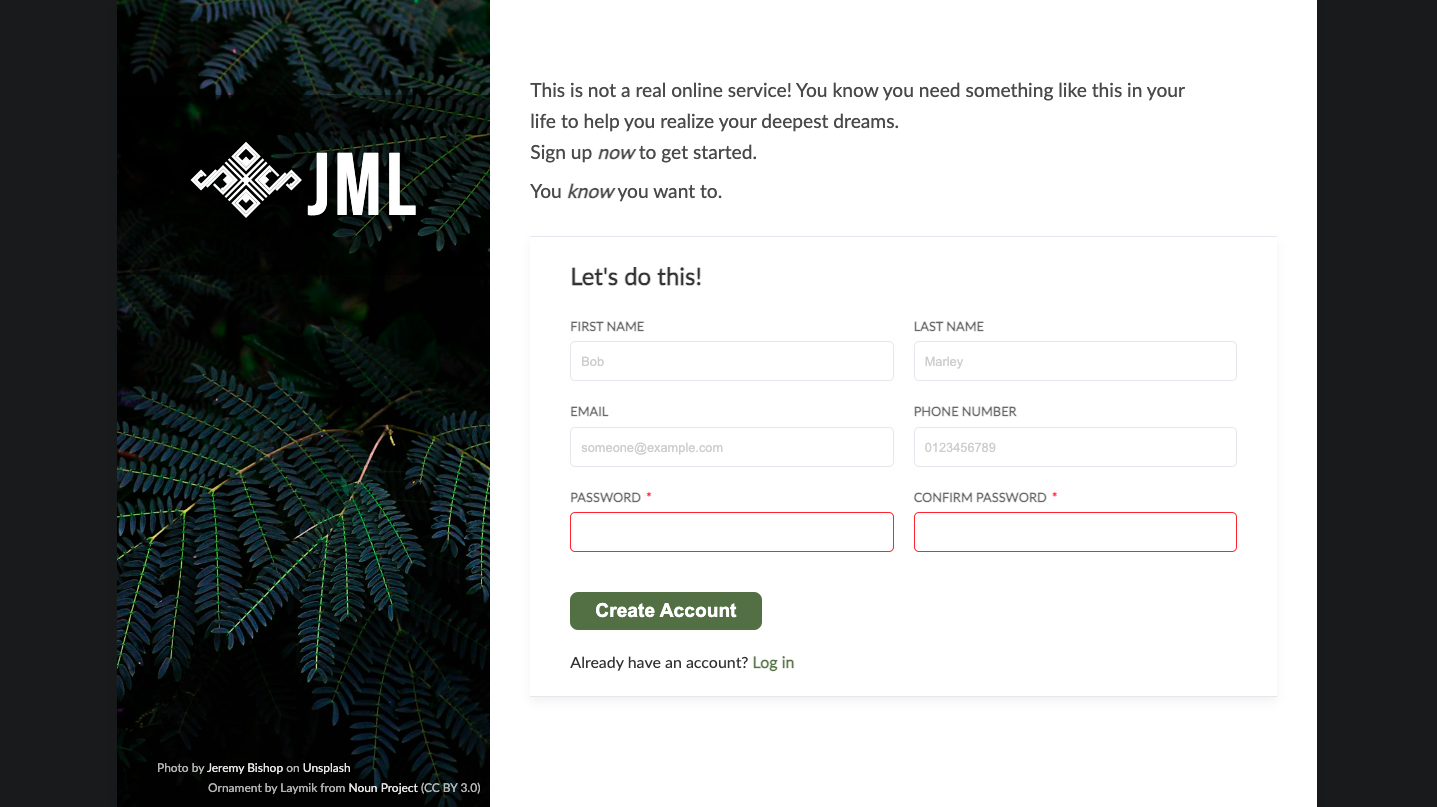 JML
Photo by Jeremy Bishop on Unsplash
Ornament by Laymik from Noun Project (CC BY 3.0)
This is not a real online service! You know you need something like this in your
life to help you realize your deepest dreams.
Sign up now to get started.
You know you want to.
Let's do this!
FIRST NAME
Bob
LAST NAME
Marley
EMAIL
someone@example.com
PHONE NUMBER
0123456789
PASSWORD *
CONFIRM PASSWORD *
Create Account
Already have an account? Log in